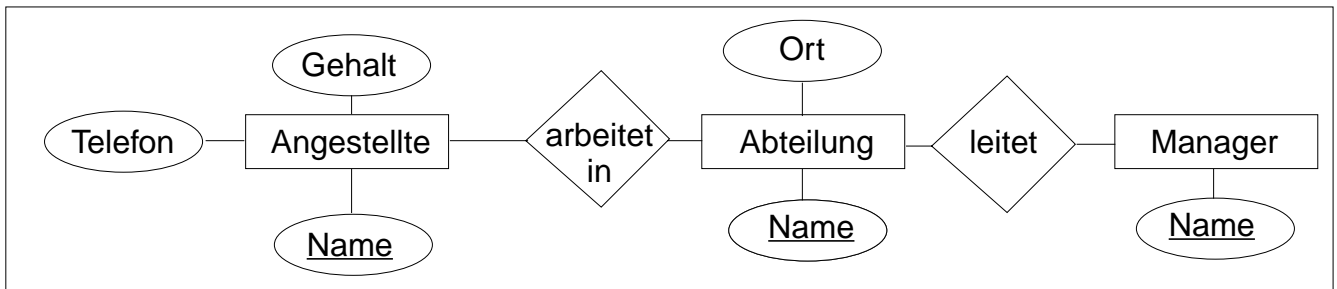 Ort
Gehalt
Telefon
Angestellte
arbeitet
in
Abteilung
leitet
Manager
Name
Name
Name